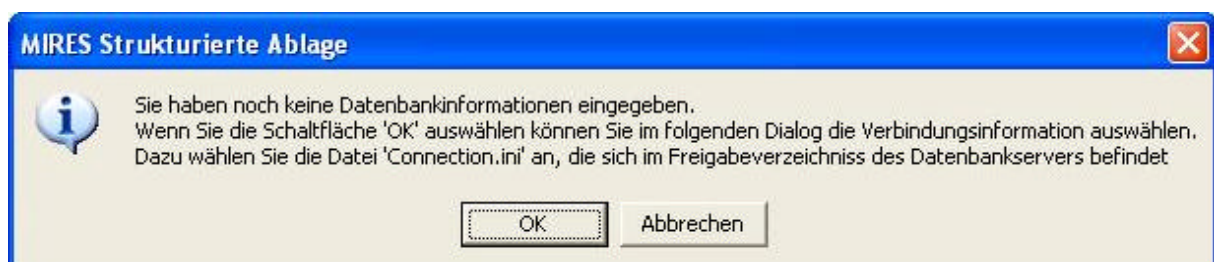 MIRES Strukturierte Ablage
Sie haben noch keine Datenbankinformationen eingegeben.
Wenn Sie die Schaltfläche 'OK' auswählen können Sie im folgenden Dialog die Verbindungsinformation auswählen.
Dazu wählen Sie die Datei 'Connection.ini' an, die sich im Freigabeverzeichniss des Datenbankservers befindet
OK Abbrechen